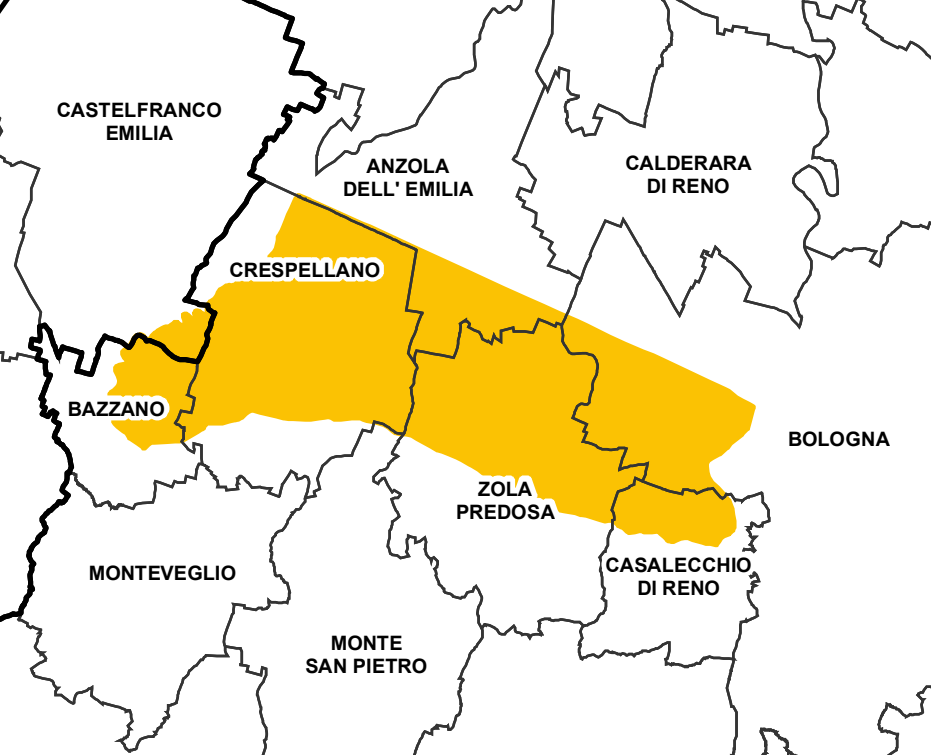 CASTELFRANCO
EMILIA
ANZOLA
DELL' EMILIA
CALDERARA
DI RENO
CRESPELLANO
BAZZANO
BOLOGNA
ZOLA
PREDOSA
MONTEVEGLIO
CASALECCHIO
DI RENO
MONTE
SAN PIETRO